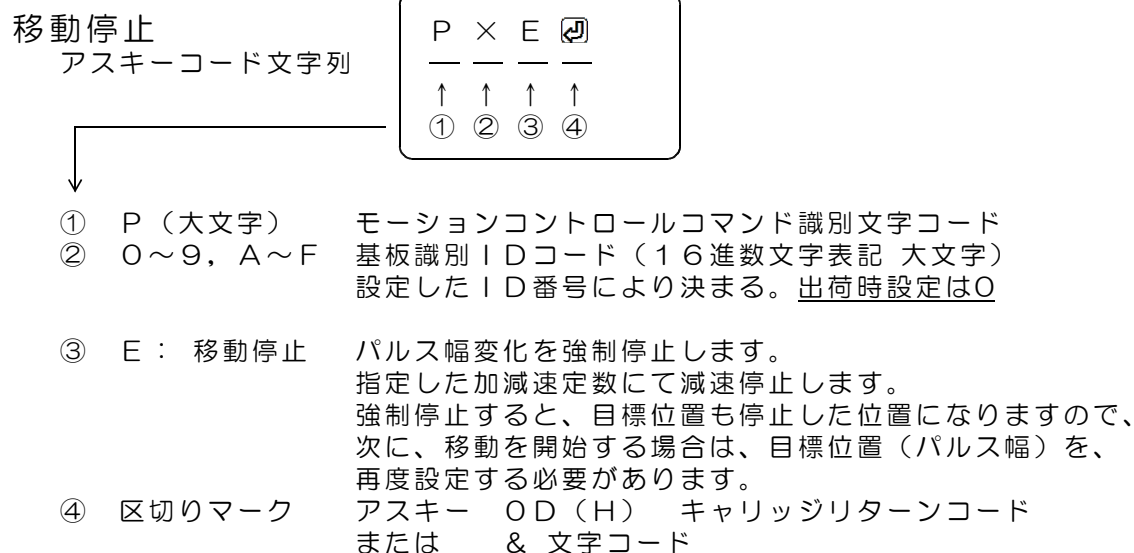 移動停止
アスキーコード文字列
Ｐ × Ｅ ⏎
↑ ↑ ↑ ↑
① ② ③ ④
① Ｐ（大文字） モーションコントロールコマンド識別文字コード
② ０～９，Ａ～Ｆ 基板識別ＩＤコード（１６進数文字表記 大文字）
設定したＩＤ番号により決まる。出荷時設定は０
③ Ｅ： 移動停止 パルス幅変化を強制停止します。
指定した加減速定数にて減速停止します。
強制停止すると、目標位置も停止した位置になりますので、
次に、移動を開始する場合は、目標位置（パルス幅）を、
再度設定する必要があります。
④ 区切りマーク アスキー ０Ｄ（Ｈ） キャリッジリターンコード
または ＆ 文字コード